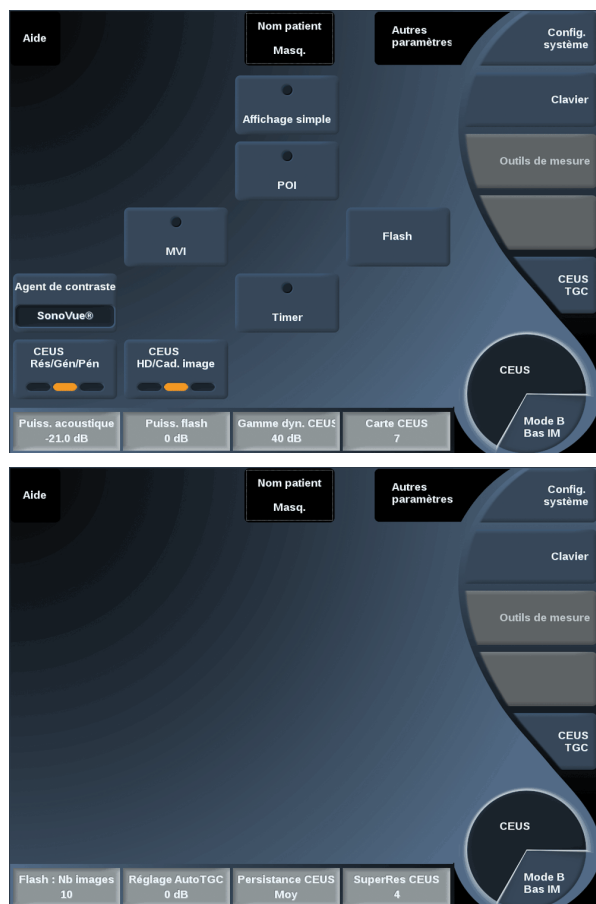 Aide
Nom patient
Masq.
Autres
paramètres
Config.
système
Affichage simple
Clavier
POI
Outils de mesure
MVI
Flash
Agent de contraste
SonoVue®
Timer
CEUS
TGC
CEUS
Rés/Gén/Pén
CEUS
HD/Cad. image
CEUS
Mode B
Bas IM
Puiss. acoustique
-21.0 dB
Puiss. flash
0 dB
Gamme dyn. CEUS
40 dB
Carte CEUS
7
Aide
Nom patient
Masq.
Autres
paramètres
Config.
système
Clavier
Outils de mesure
CEUS
TGC
CEUS
Mode B
Bas IM
Flash : Nb images
10
Réglage AutoTGC
0 dB
Persistance CEUS
Moy
SuperRes CEUS
4